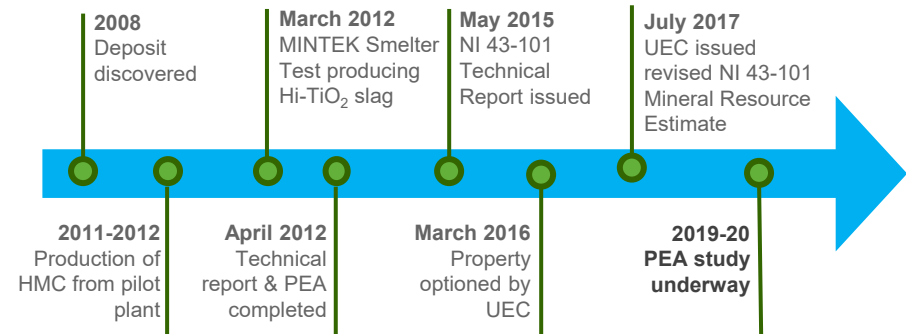 2008
Deposit
discovered
March 2012
MINTEK Smelter
Test producing
Hi-TiO₂ slag
May 2015
NI 43-101
Technical
Report issued
July 2017
UEC issued
revised NI 43-101
Mineral Resource
Estimate
2011-2012
Production of
HMC from pilot
plant
April 2012
Technical
report & PEA
completed
March 2016
Property
optioned by
UEC
2019-20
PEA study
underway